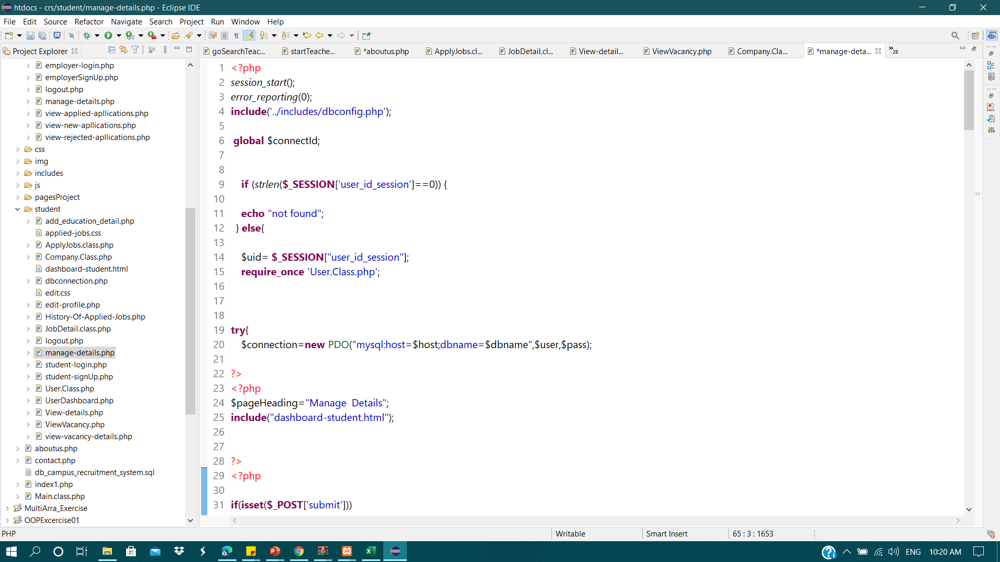 htdocs - crs/student/manage-details.php - Eclipse IDE
File Edit Source Refactor Navigate Search Project Run Window Help
Project Explorer
goSearchTeac... startTeache... *aboutus.php ApplyJobs.cl... JobDetail.cl... View-detail... ViewVacancy.php Company.Cla... *manage-deta... »28
employer-login.php
employerSignUp.php
logout.php
manage-details.php
view-applied-apllications.php
view-new-apllications.php
view-rejected-apllications.php
css
img
includes
js
pagesProject
student
add_education_detail.php
applied-jobs.css
ApplyJobs.class.php
Company.Class.php
dashboard-student.html
dbconnection.php
edit.css
edit-profile.php
History-Of-Applied-Jobs.php
JobDetail.class.php
logout.php
manage-details.php
student-login.php
student-signUp.php
User.Class.php
UserDashboard.php
View-details.php
ViewVacancy.php
view-vacancy-details.php
aboutus.php
contact.php
db_campus_recruitment_system.sql
index1.php
Main.class.php
MultiArra_Exercise
OOPExcercise01
1 <?php
2 session_start();
3 error_reporting(0);
4 include('../includes/dbconfig.php');
5
6 global $connectId;
7
8
9 if (strlen($_SESSION['user_id_session']==0)) {
10
11 echo "not found";
12 } else{
13
14 $uid= $_SESSION["user_id_session"];
15 require_once 'User.Class.php';
16
17
18
19 try{
20 $connection=new PDO("mysql:host=$host;dbname=$dbname",$user,$pass);
21
22 ?>
23 <?php
24 $pageHeading="Manage  Details";
25 include("dashboard-student.html");
26
27
28 ?>
29 <?php
30
31 if(isset($_POST['submit']))
PHP Writable Smart Insert 65 : 3 : 1653
ENG 10:20 AM